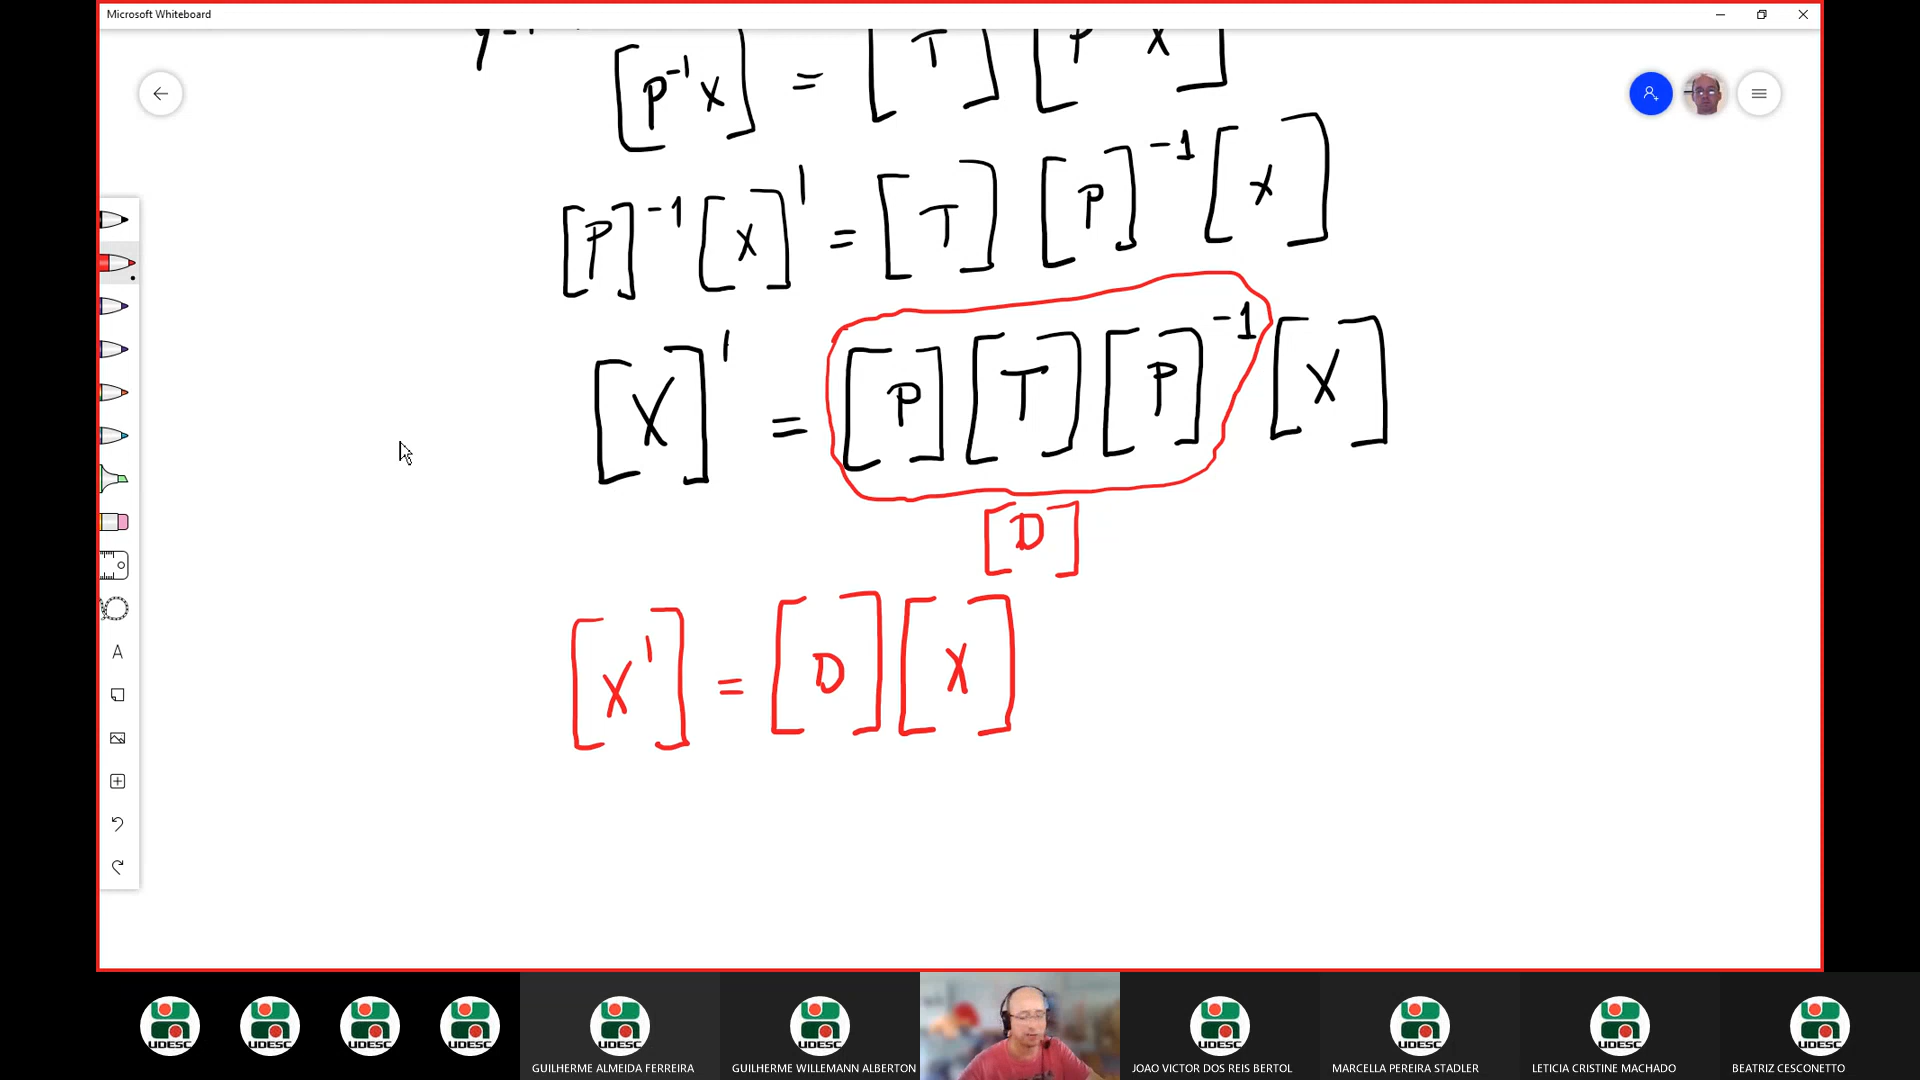 Microsoft Whiteboard
[P⁻¹X] = [T] [P X]
[P]⁻¹ [X]' = [T] [P]⁻¹ [X]
[X]' = [P] [T] [P]⁻¹ [X]
[D]
[X'] = [D] [X]
A
UDESC UDESC UDESC UDESC UDESC UDESC UDESC UDESC UDESC UDESC
GUILHERME ALMEIDA FERREIRA GUILHERME WILLEMANN ALBERTON JOAO VICTOR DOS REIS BERTOL MARCELLA PEREIRA STADLER LETICIA CRISTINE MACHADO BEATRIZ CESCONETTO